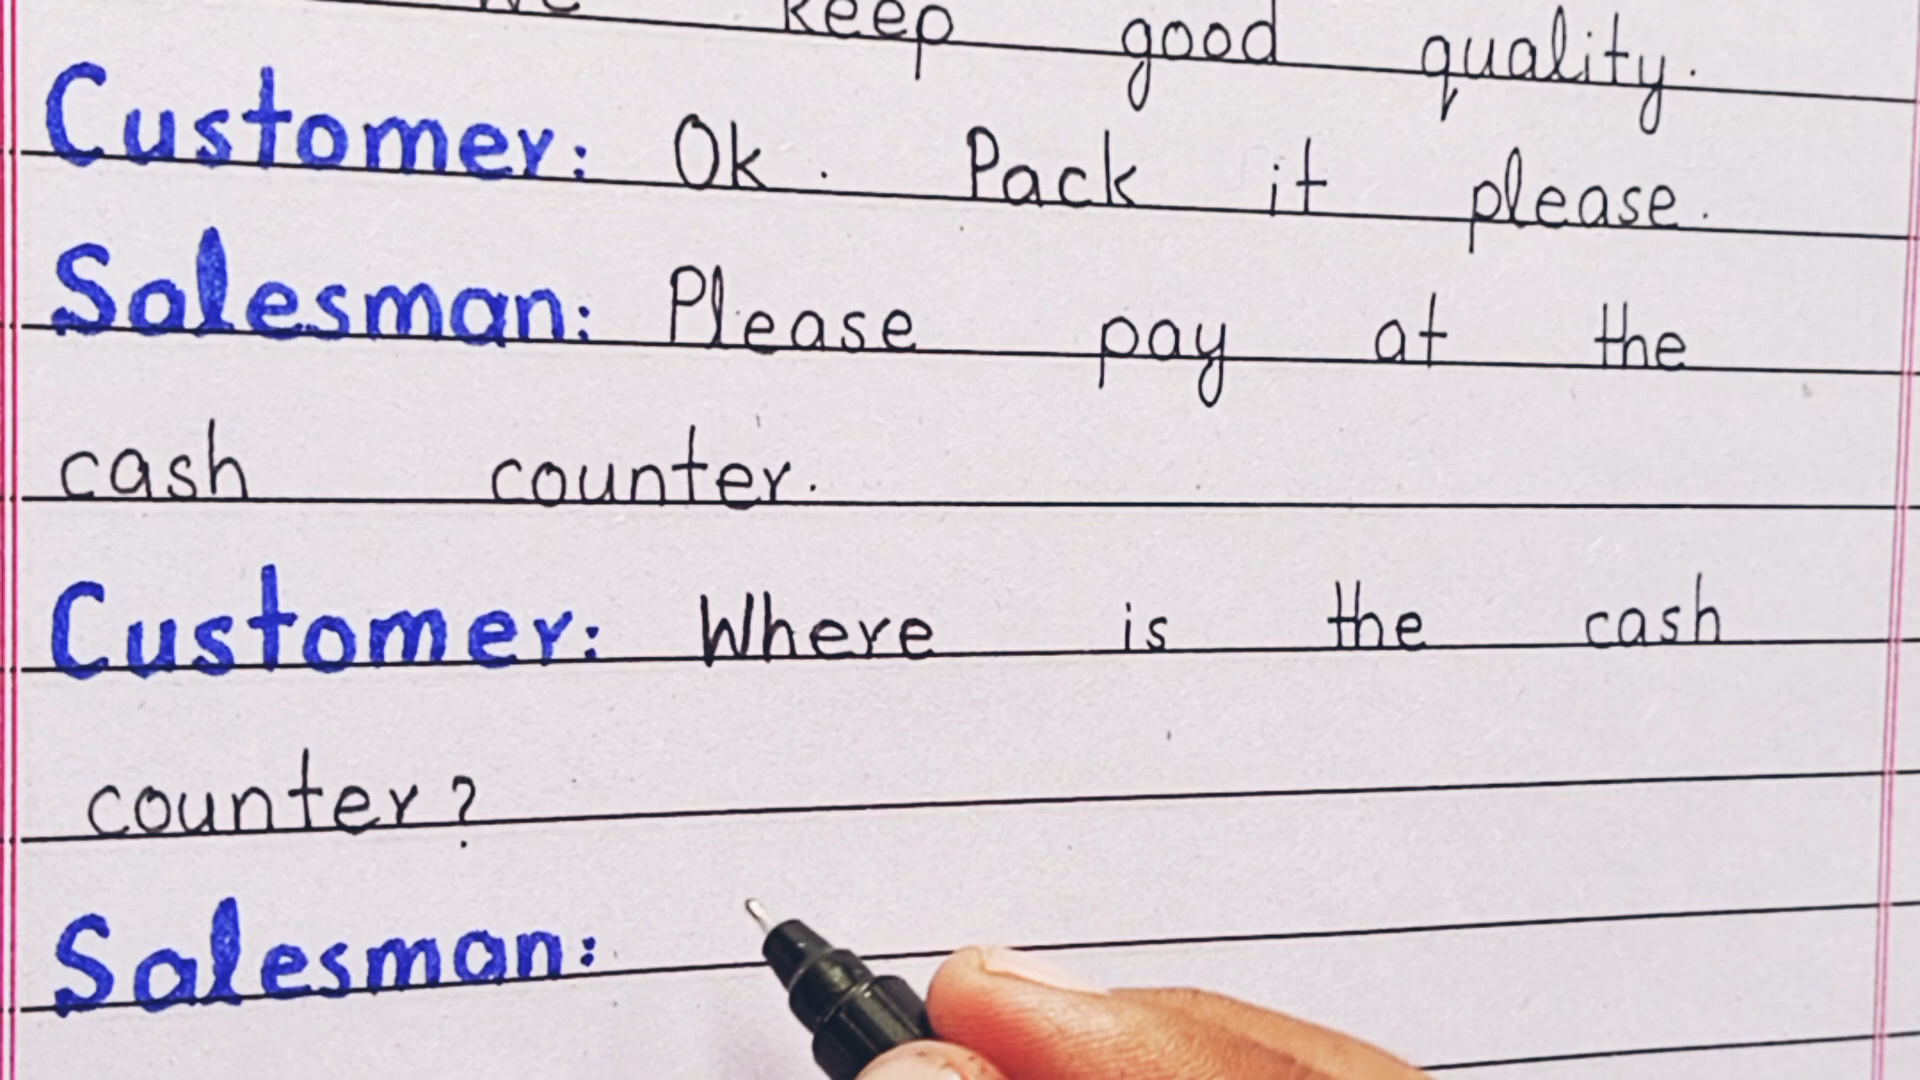 We keep good quality.
Customer: Ok. Pack it please.
Salesman: Please pay at the
cash counter.
Customer: Where is the cash
counter?
Salesman: